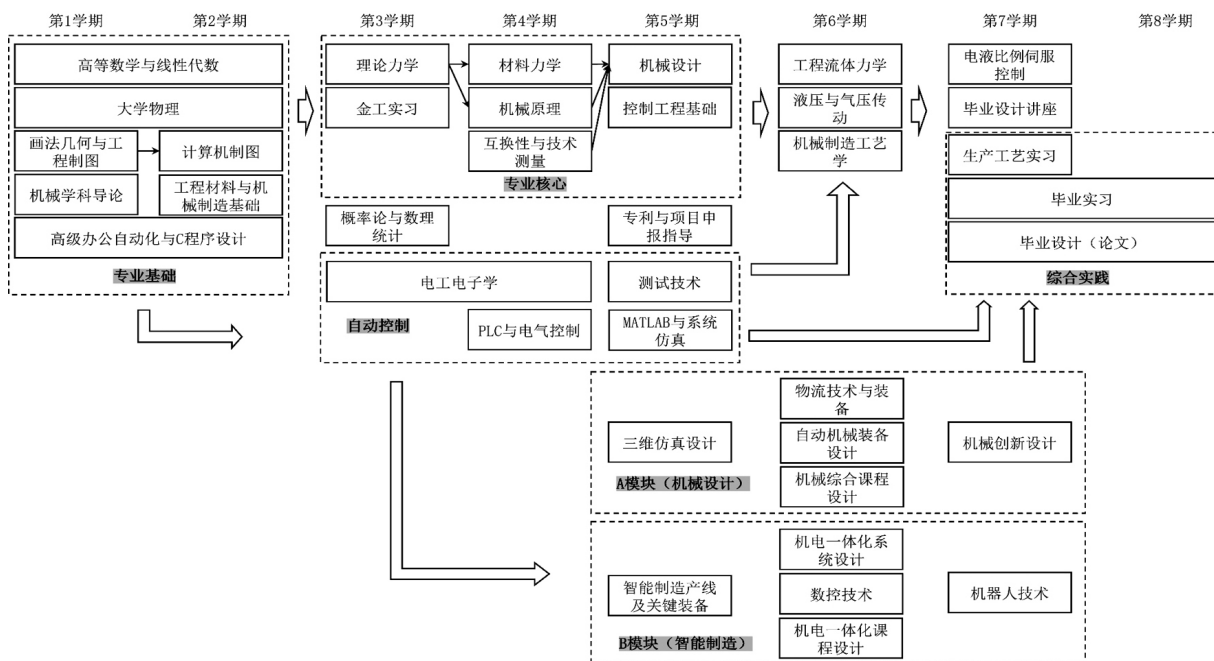 第1学期
第2学期
第3学期
第4学期
第5学期
第6学期
第7学期
第8学期
高等数学与线性代数
大学物理
画法几何与工
程制图
计算机制图
机械学科导论
工程材料与机
械制造基础
高级办公自动化与C程序设计
专业基础
理论力学
材料力学
机械设计
金工实习
机械原理
控制工程基础
互换性与技术
测量
专业核心
概率论与数理
统计
专利与项目申
报指导
电工电子学
测试技术
自动控制
PLC与电气控制
MATLAB与系统
仿真
工程流体力学
液压与气压传
动
机械制造工艺
学
电液比例伺服
控制
毕业设计讲座
生产工艺实习
毕业实习
毕业设计（论文）
综合实践
物流技术与装
备
三维仿真设计
自动机械装备
设计
机械创新设计
机械综合课程
设计
A模块（机械设计）
机电一体化系
统设计
智能制造产线
及关键装备
数控技术
机器人技术
机电一体化课
程设计
B模块（智能制造）